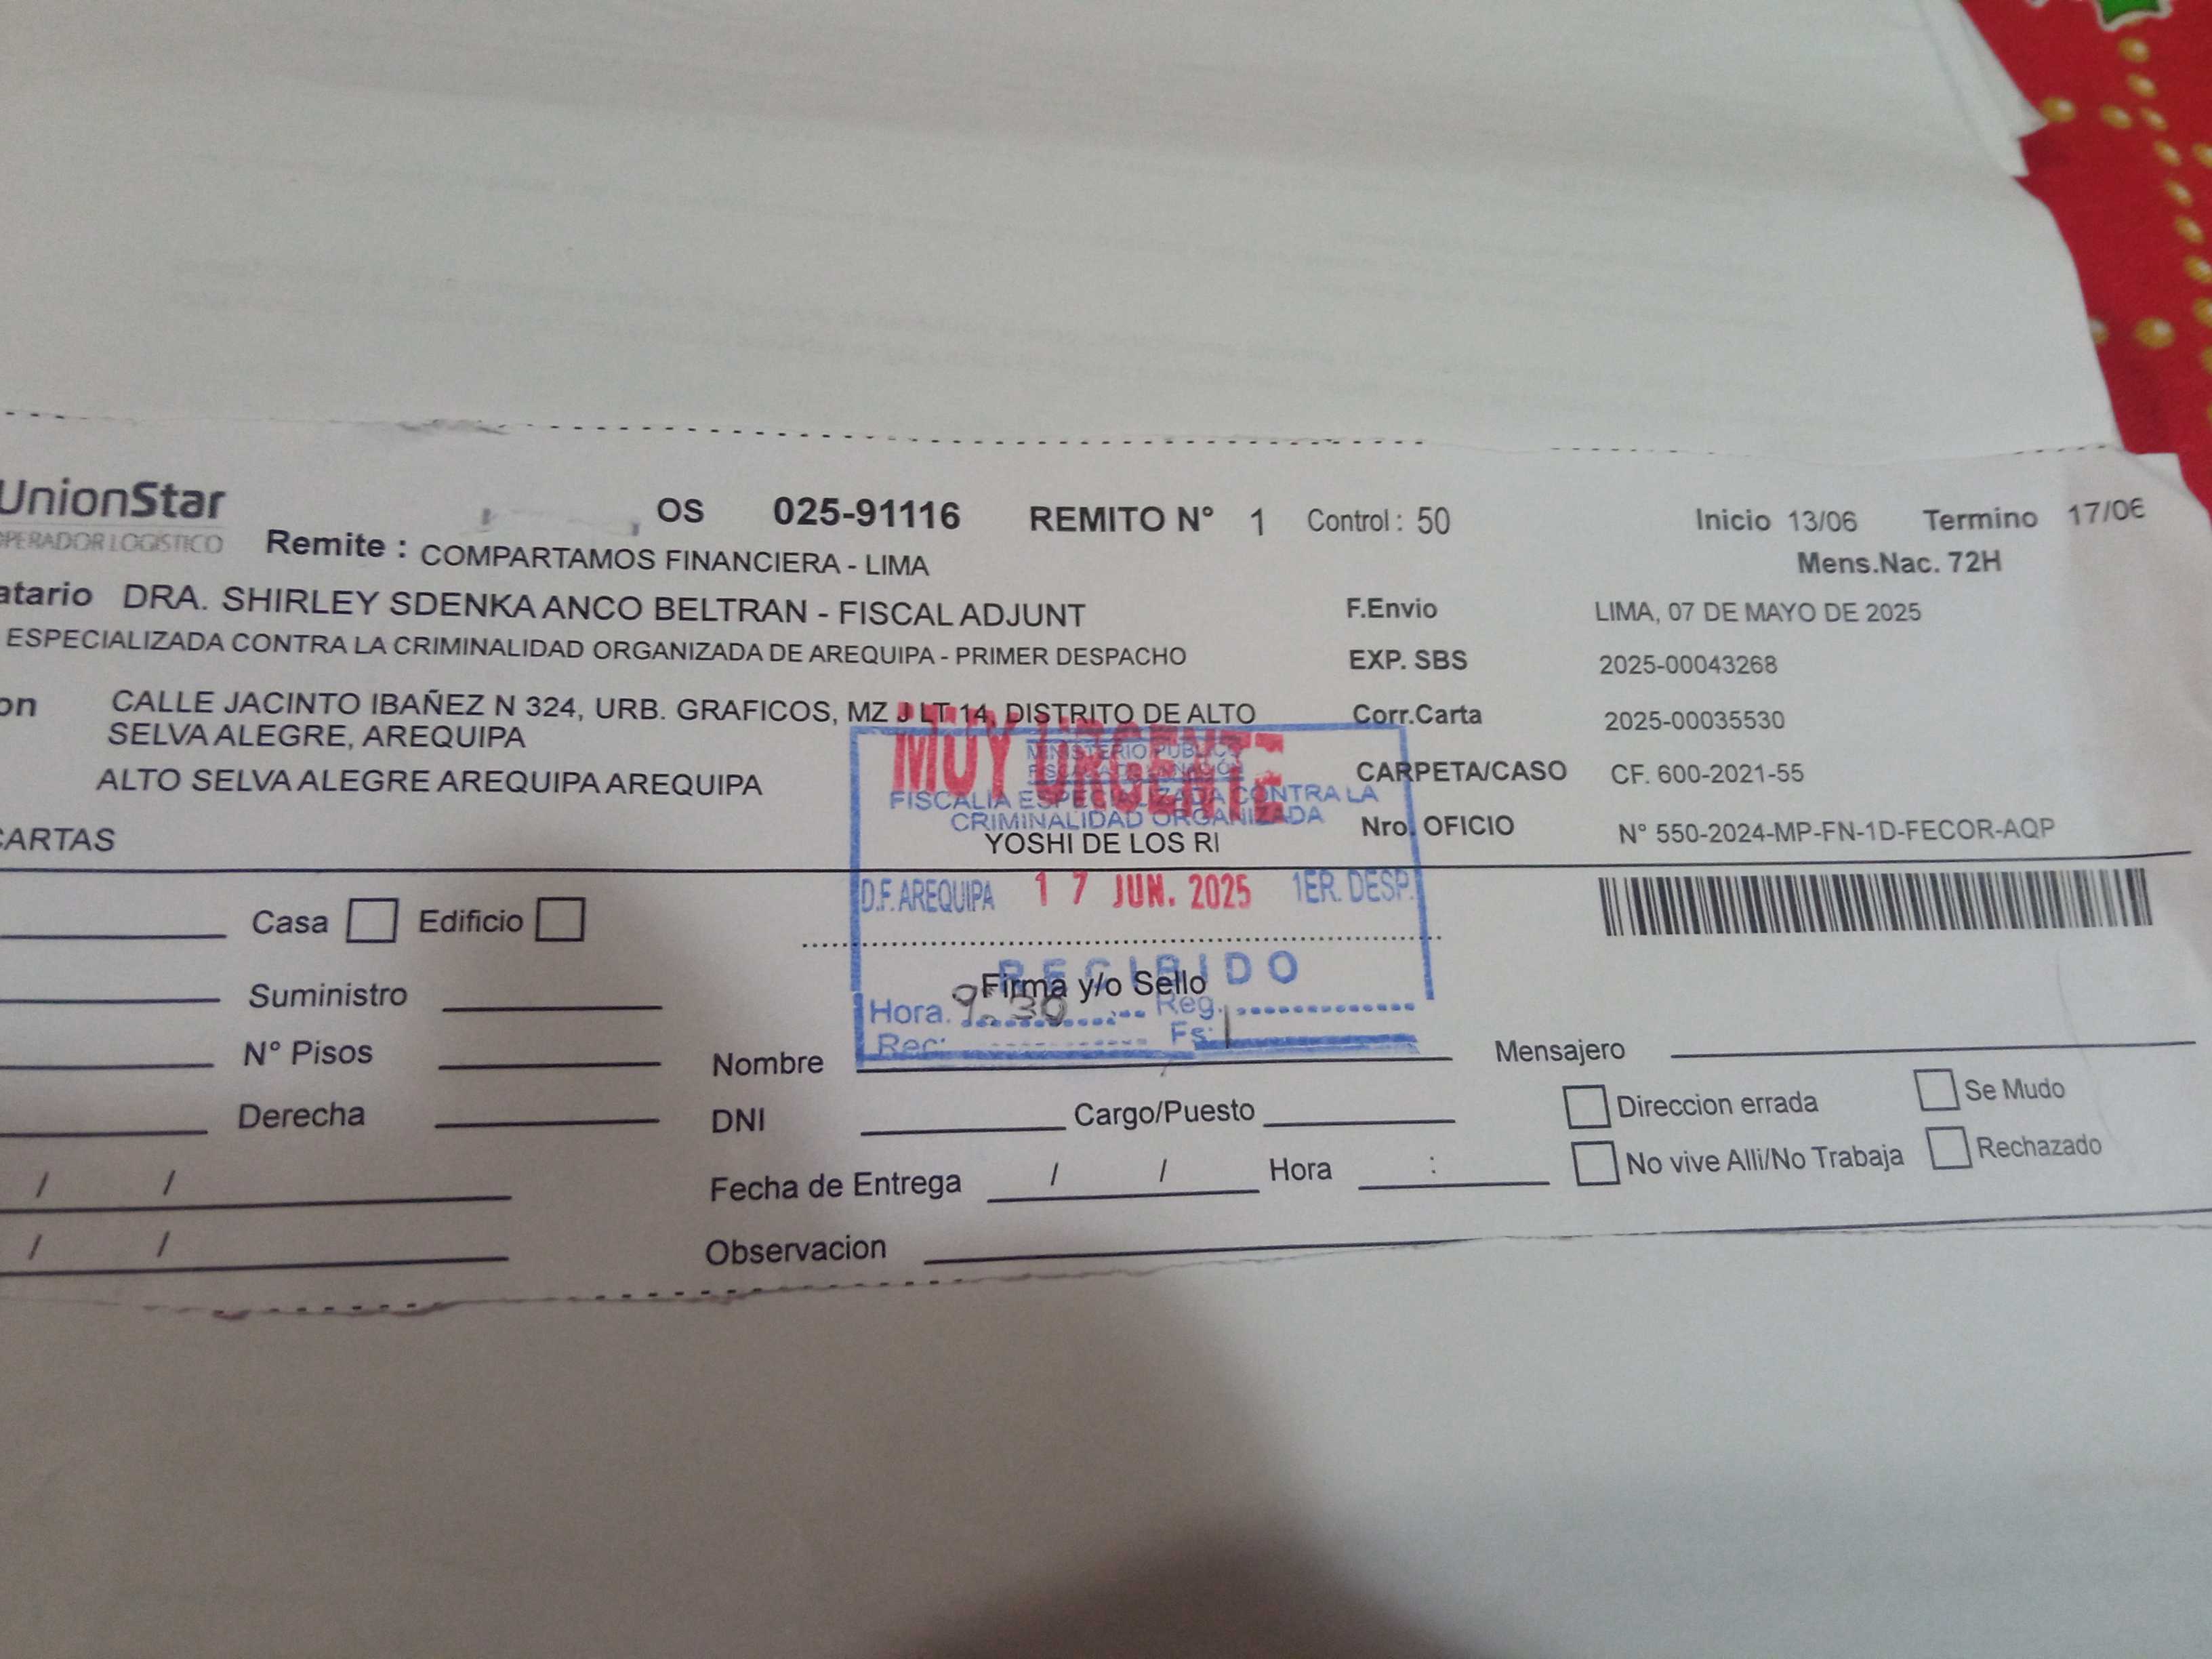 UnionStar
OPERADOR LOGÍSTICO
OS 025-91116 REMITO N° 1 Control : 50 Inicio 13/06 Termino 17/06
Remite : COMPARTAMOS FINANCIERA - LIMA Mens.Nac. 72H
atario DRA. SHIRLEY SDENKA ANCO BELTRAN - FISCAL ADJUNT F.Envio LIMA, 07 DE MAYO DE 2025
ESPECIALIZADA CONTRA LA CRIMINALIDAD ORGANIZADA DE AREQUIPA - PRIMER DESPACHO EXP. SBS 2025-00043268
on CALLE JACINTO IBAÑEZ N 324, URB. GRAFICOS, MZ J LT 14, DISTRITO DE ALTO Corr.Carta 2025-00035530
SELVA ALEGRE, AREQUIPA
MUY URGENTE
MINISTERIO PUBLICO
FISCALIA DE LA NACION
ALTO SELVA ALEGRE AREQUIPA AREQUIPA CARPETA/CASO CF. 600-2021-55
FISCALIA ESPECIALIZADA CONTRA LA
CRIMINALIDAD ORGANIZADA
CARTAS YOSHI DE LOS RI Nro. OFICIO N° 550-2024-MP-FN-1D-FECOR-AQP
D.F. AREQUIPA 17 JUN. 2025 1ER. DESP.
Casa Edificio
RECIBIDO
Firma y/o Sello
Suministro
Hora. 9:30 Reg.
Rec: Fs:
N° Pisos Nombre Mensajero
Derecha DNI Cargo/Puesto Direccion errada Se Mudo
/ / Fecha de Entrega / / Hora : No vive Alli/No Trabaja Rechazado
/ / Observacion